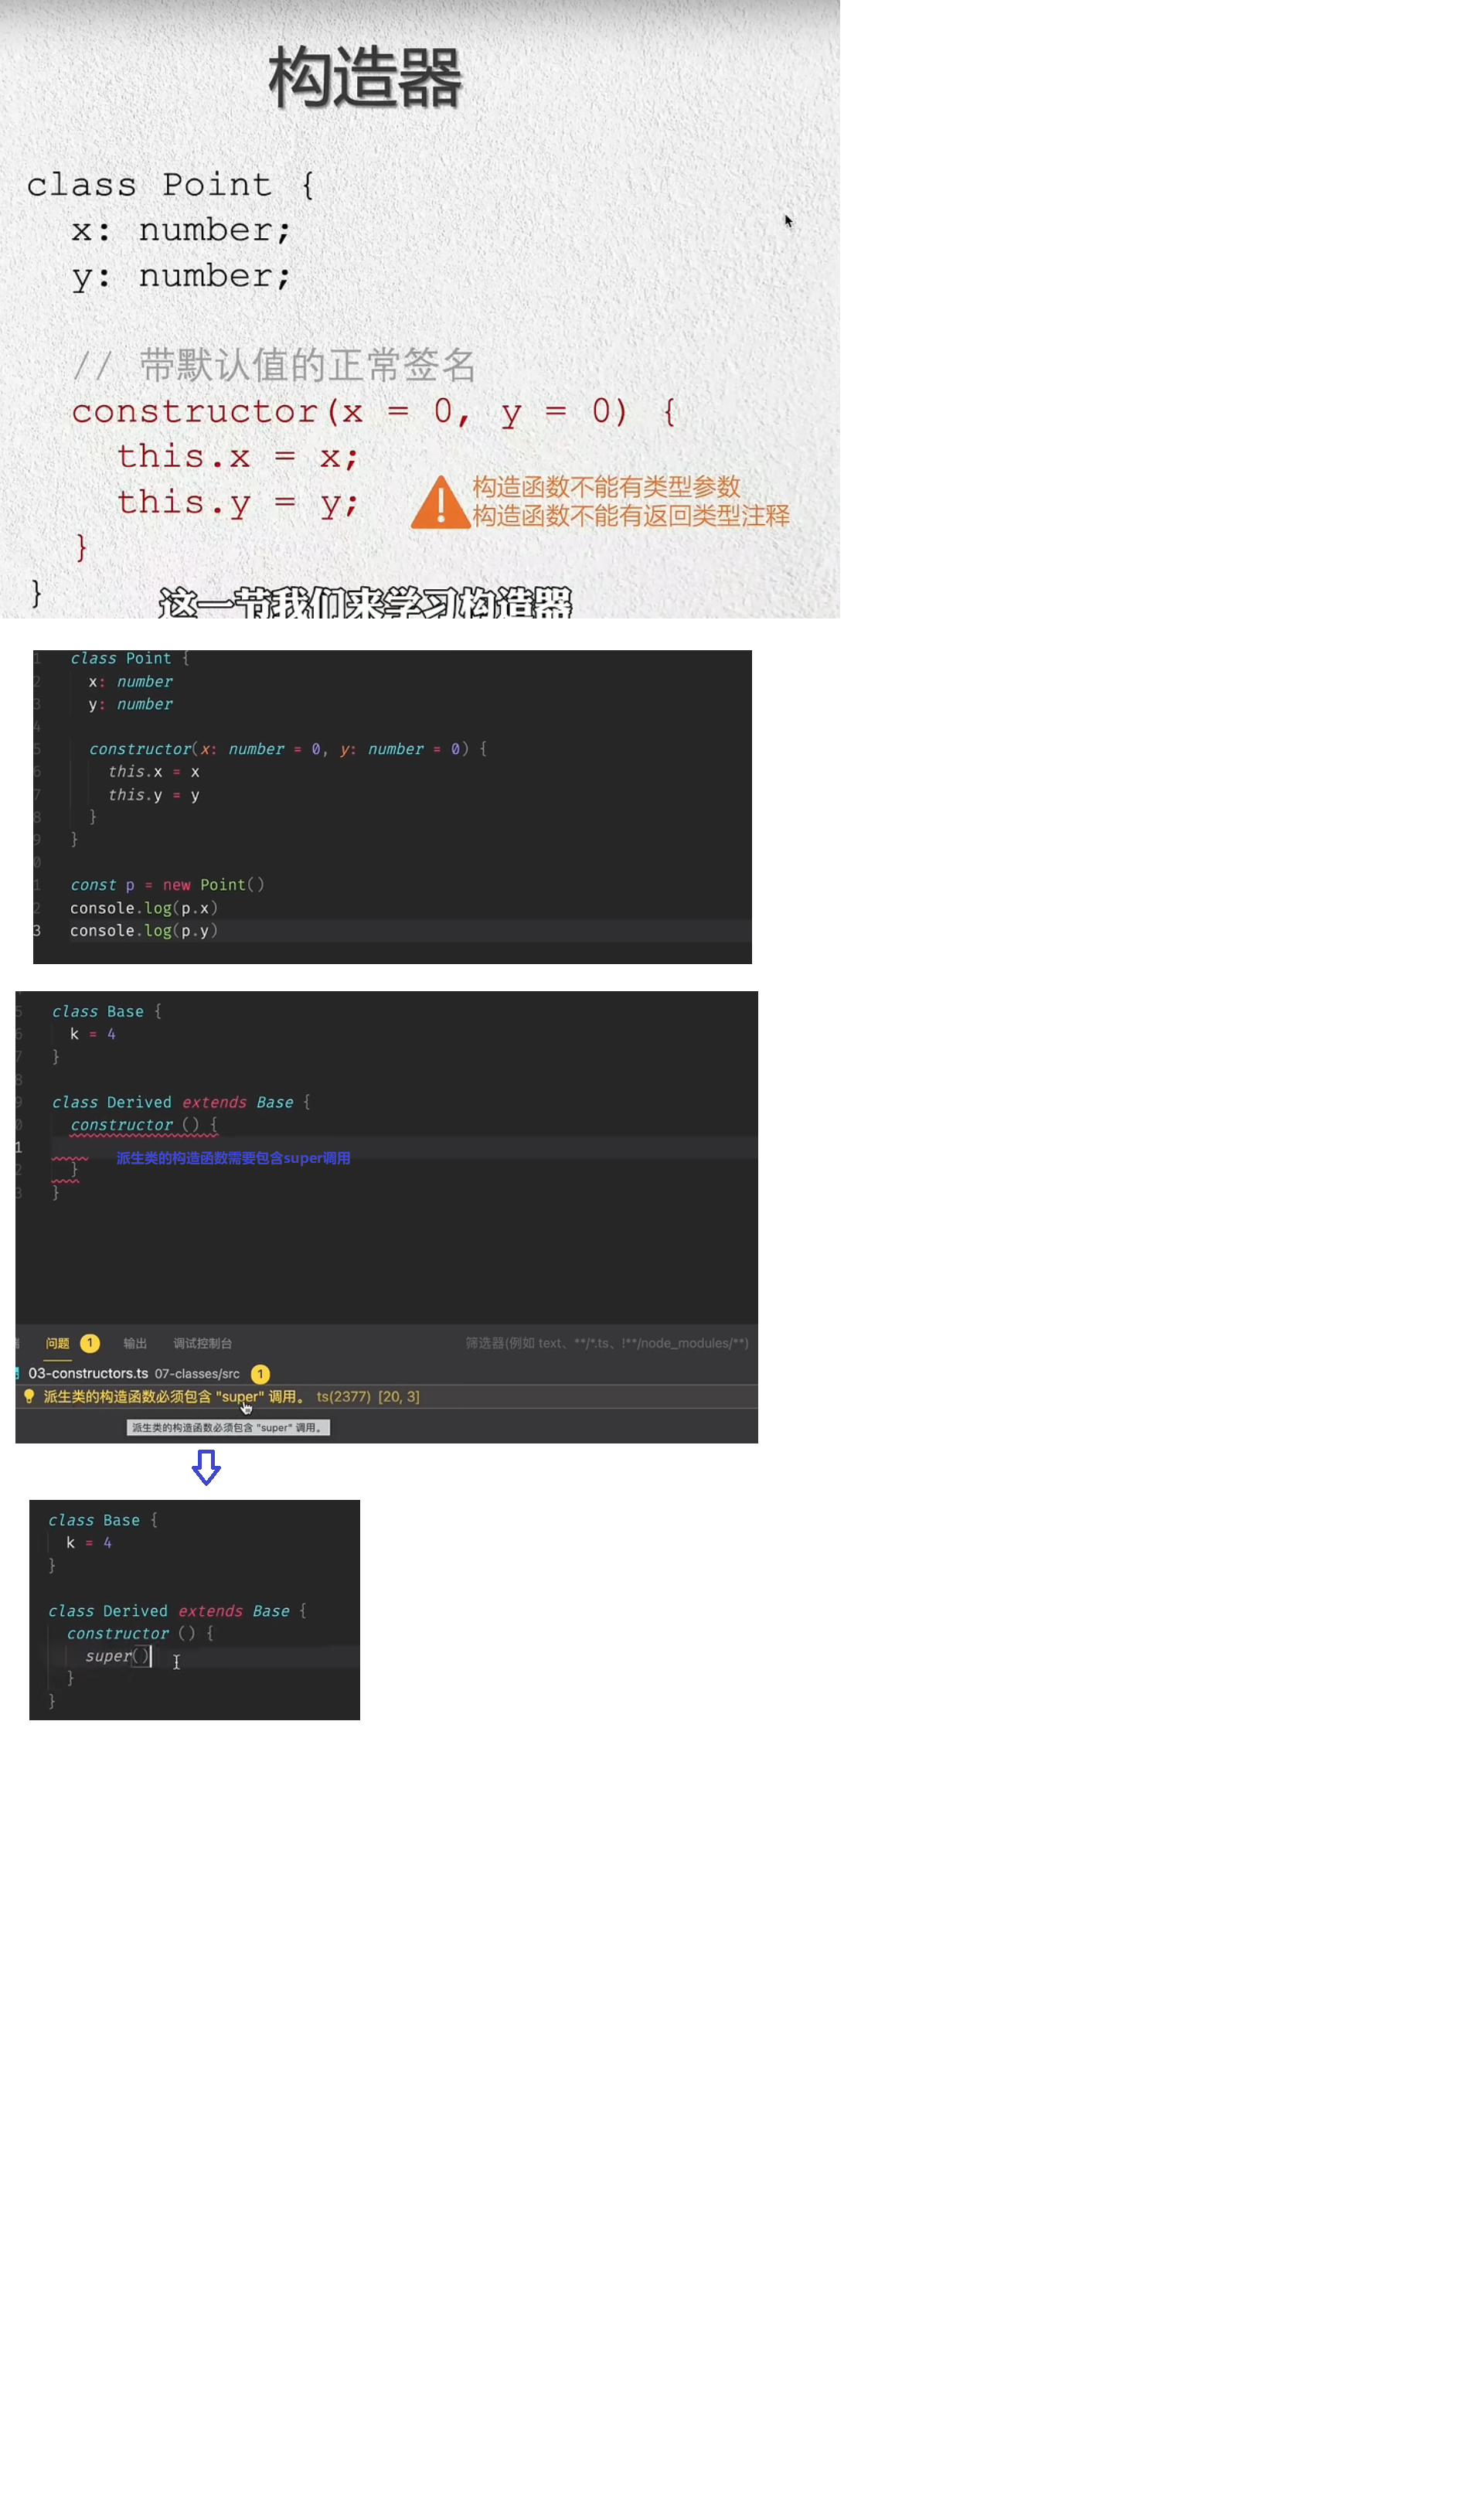 构造器
class Point {
x: number;
y: number;
// 带默认值的正常签名
constructor(x = 0, y = 0) {
this.x = x;
this.y = y;
构造函数不能有类型参数
构造函数不能有返回类型注释
}
}
这一节我们来学习构造器
1 class Point {
2 x: number
3 y: number
4
5 constructor(x: number = 0, y: number = 0) {
6 this.x = x
7 this.y = y
8 }
9 }
0
1 const p = new Point()
2 console.log(p.x)
3 console.log(p.y)
5 class Base {
6 k = 4
7 }
8
9 class Derived extends Base {
0 constructor () {
1
派生类的构造函数需要包含super调用
2 }
3 }
问题 1 输出 调试控制台 筛选器(例如 text、**/*.ts、!**/node_modules/**)
03-constructors.ts 07-classes/src 1
派生类的构造函数必须包含 "super" 调用。 ts(2377) [20, 3]
派生类的构造函数必须包含 "super" 调用。
class Base {
k = 4
}
class Derived extends Base {
constructor () {
super()
}
}